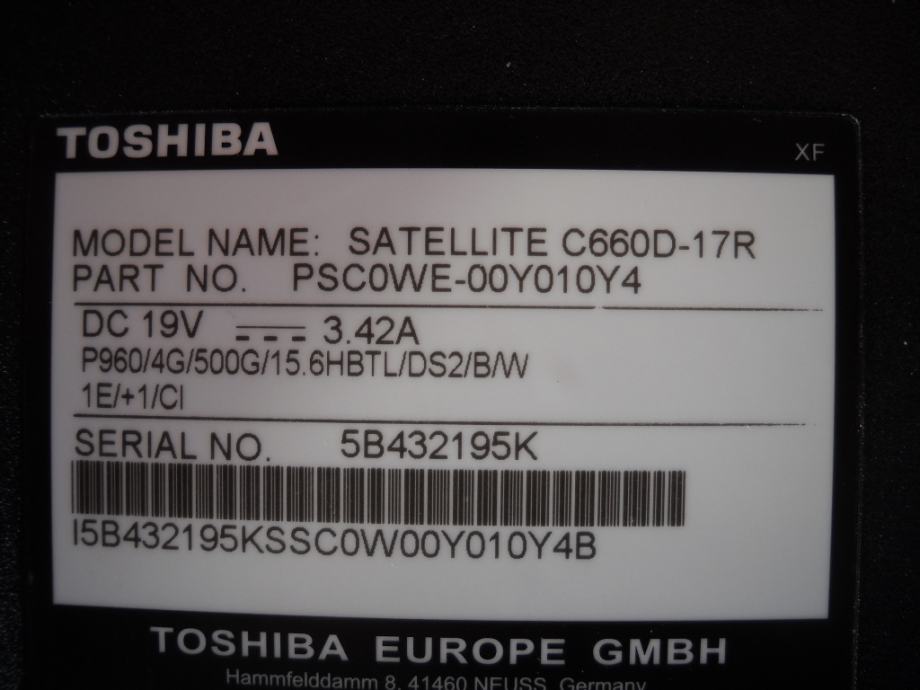 TOSHIBA
XF
MODEL NAME: SATELLITE C660D-17R
PART NO. PSC0WE-00Y010Y4
DC 19V 3.42A
P960/4G/500G/15.6HBTL/DS2/B/W
1E/+1/CI
SERIAL NO. 5B432195K
I5B432195KSSC0W00Y010Y4B
TOSHIBA EUROPE GMBH
Hammfelddamm 8, 41460 NEUSS, Germany